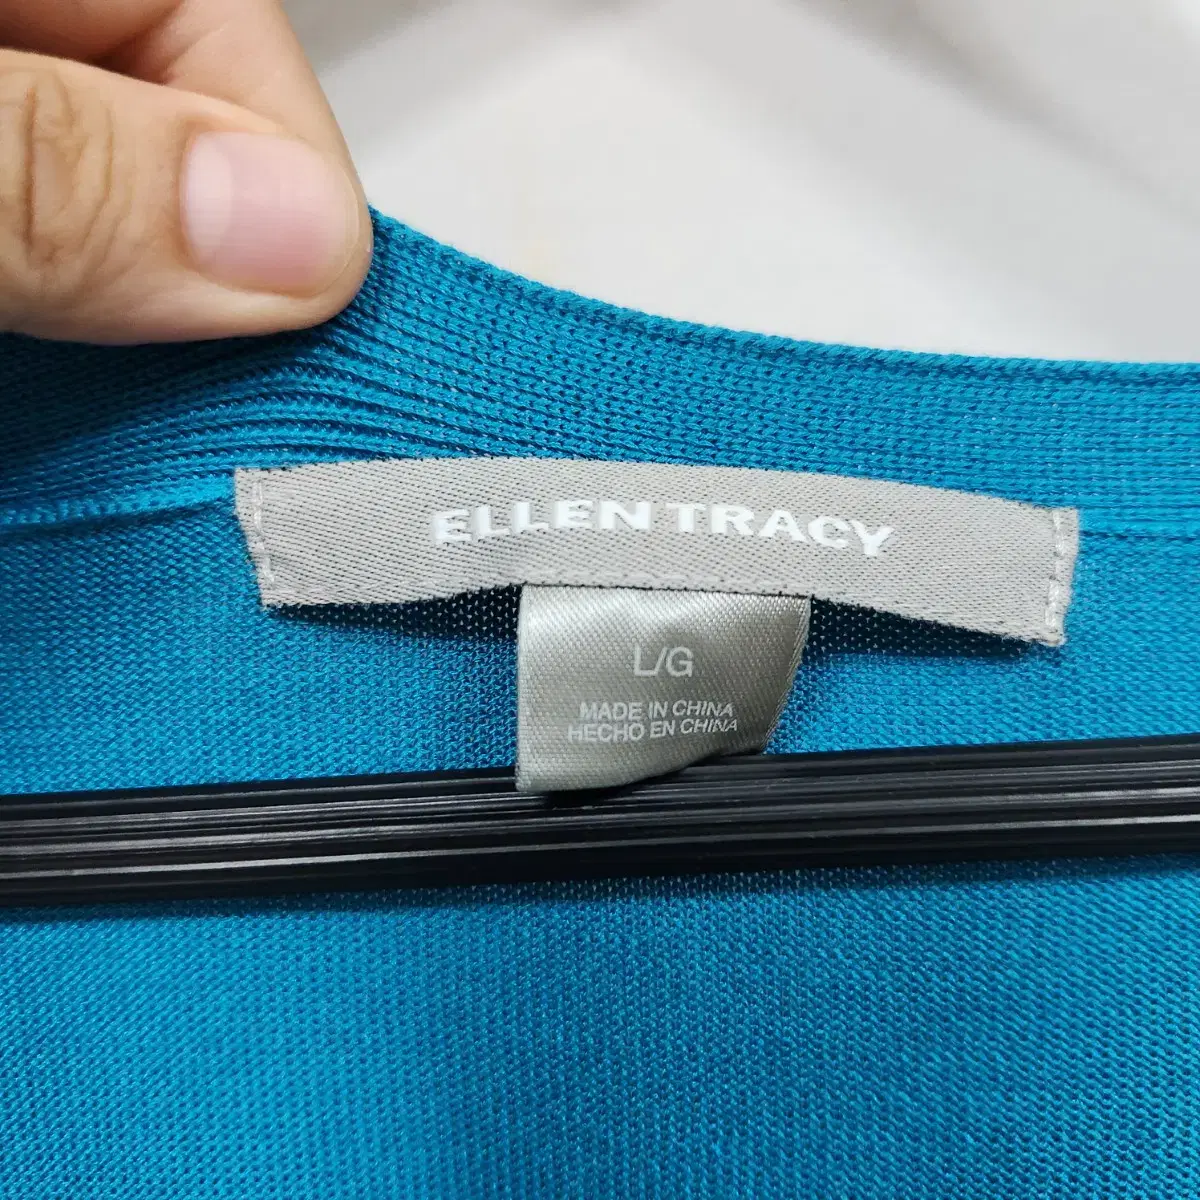 ELLEN TRACY
L/G
MADE IN CHINA
HECHO EN CHINA